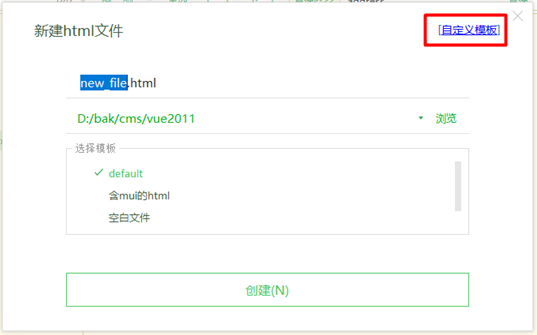 新建html文件
[自定义模板]
new_file.html
D:/bak/cms/vue2011
浏览
选择模板
default
含mui的html
空白文件
创建(N)